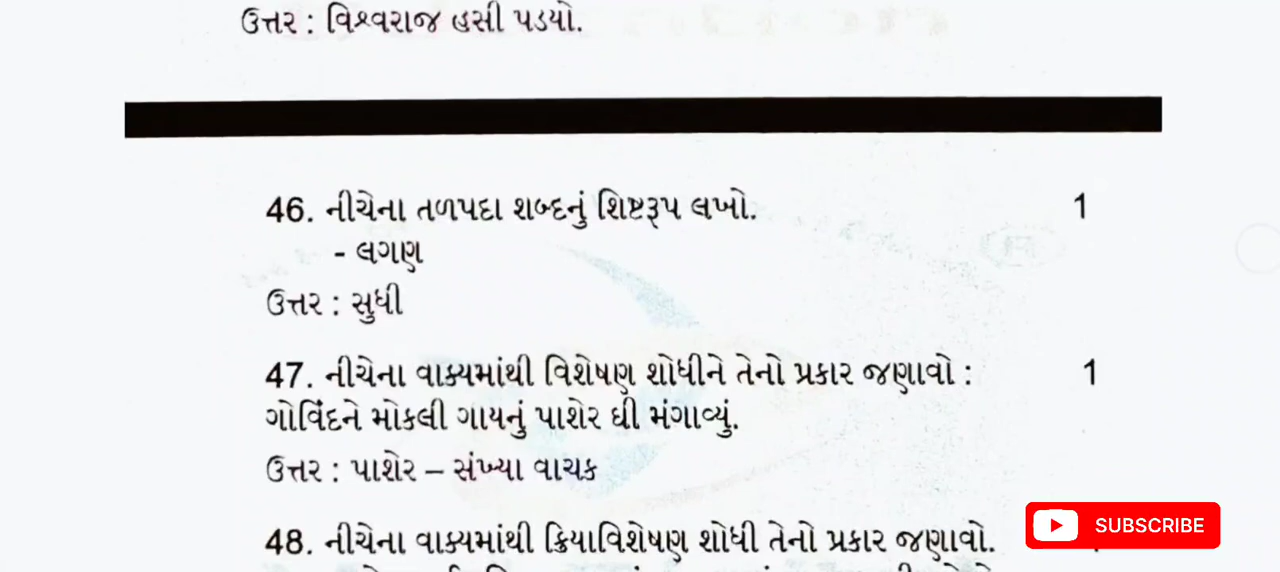 ઉત્તર : વિશ્વરાજ હસી પડયો.
46. નીચેના તળપદા શબ્દનું શિષ્ટરૂપ લખો. 1
- લગણ
ઉત્તર : સુધી
47. નીચેના વાક્યમાંથી વિશેષણ શોધીને તેનો પ્રકાર જણાવો : 1
ગોવિંદને મોકલી ગાયનું પાશેર ઘી મંગાવ્યું.
ઉત્તર : પાશેર – સંખ્યા વાચક
48. નીચેના વાક્યમાંથી ક્રિયાવિશેષણ શોધી તેનો પ્રકાર જણાવો.
SUBSCRIBE